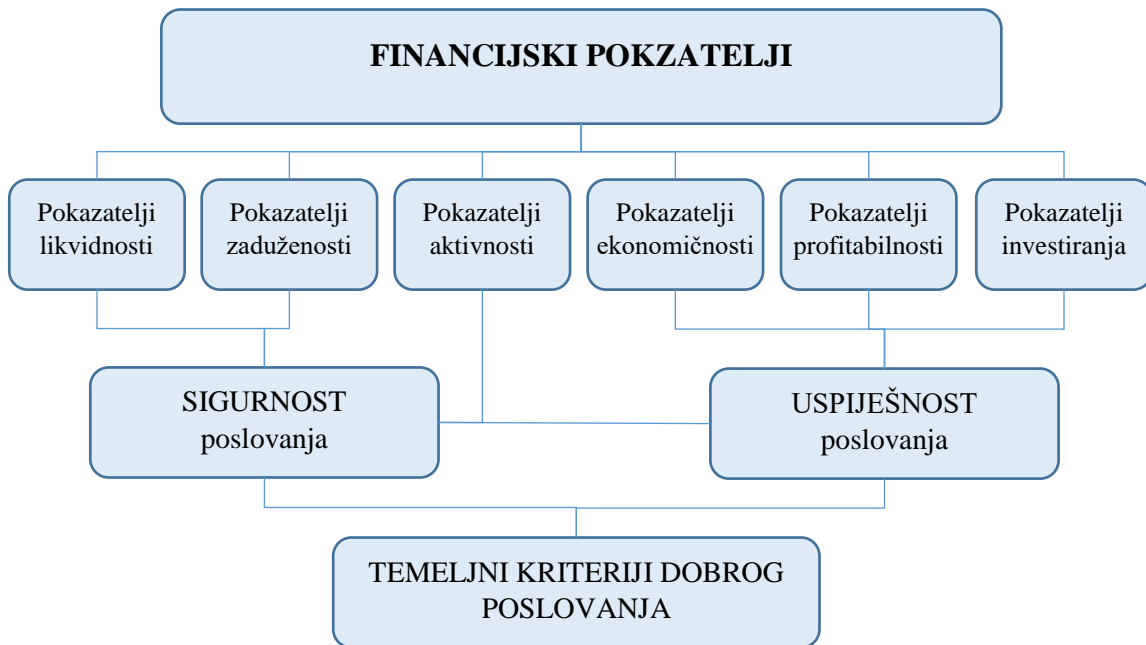 FINANCIJSKI POKZATELJI
Pokazatelji
likvidnosti
Pokazatelji
zaduženosti
Pokazatelji
aktivnosti
Pokazatelji
ekonomičnosti
Pokazatelji
profitabilnosti
Pokazatelji
investiranja
SIGURNOST
poslovanja
USPIJEŠNOST
poslovanja
TEMELJNI KRITERIJI DOBROG
POSLOVANJA